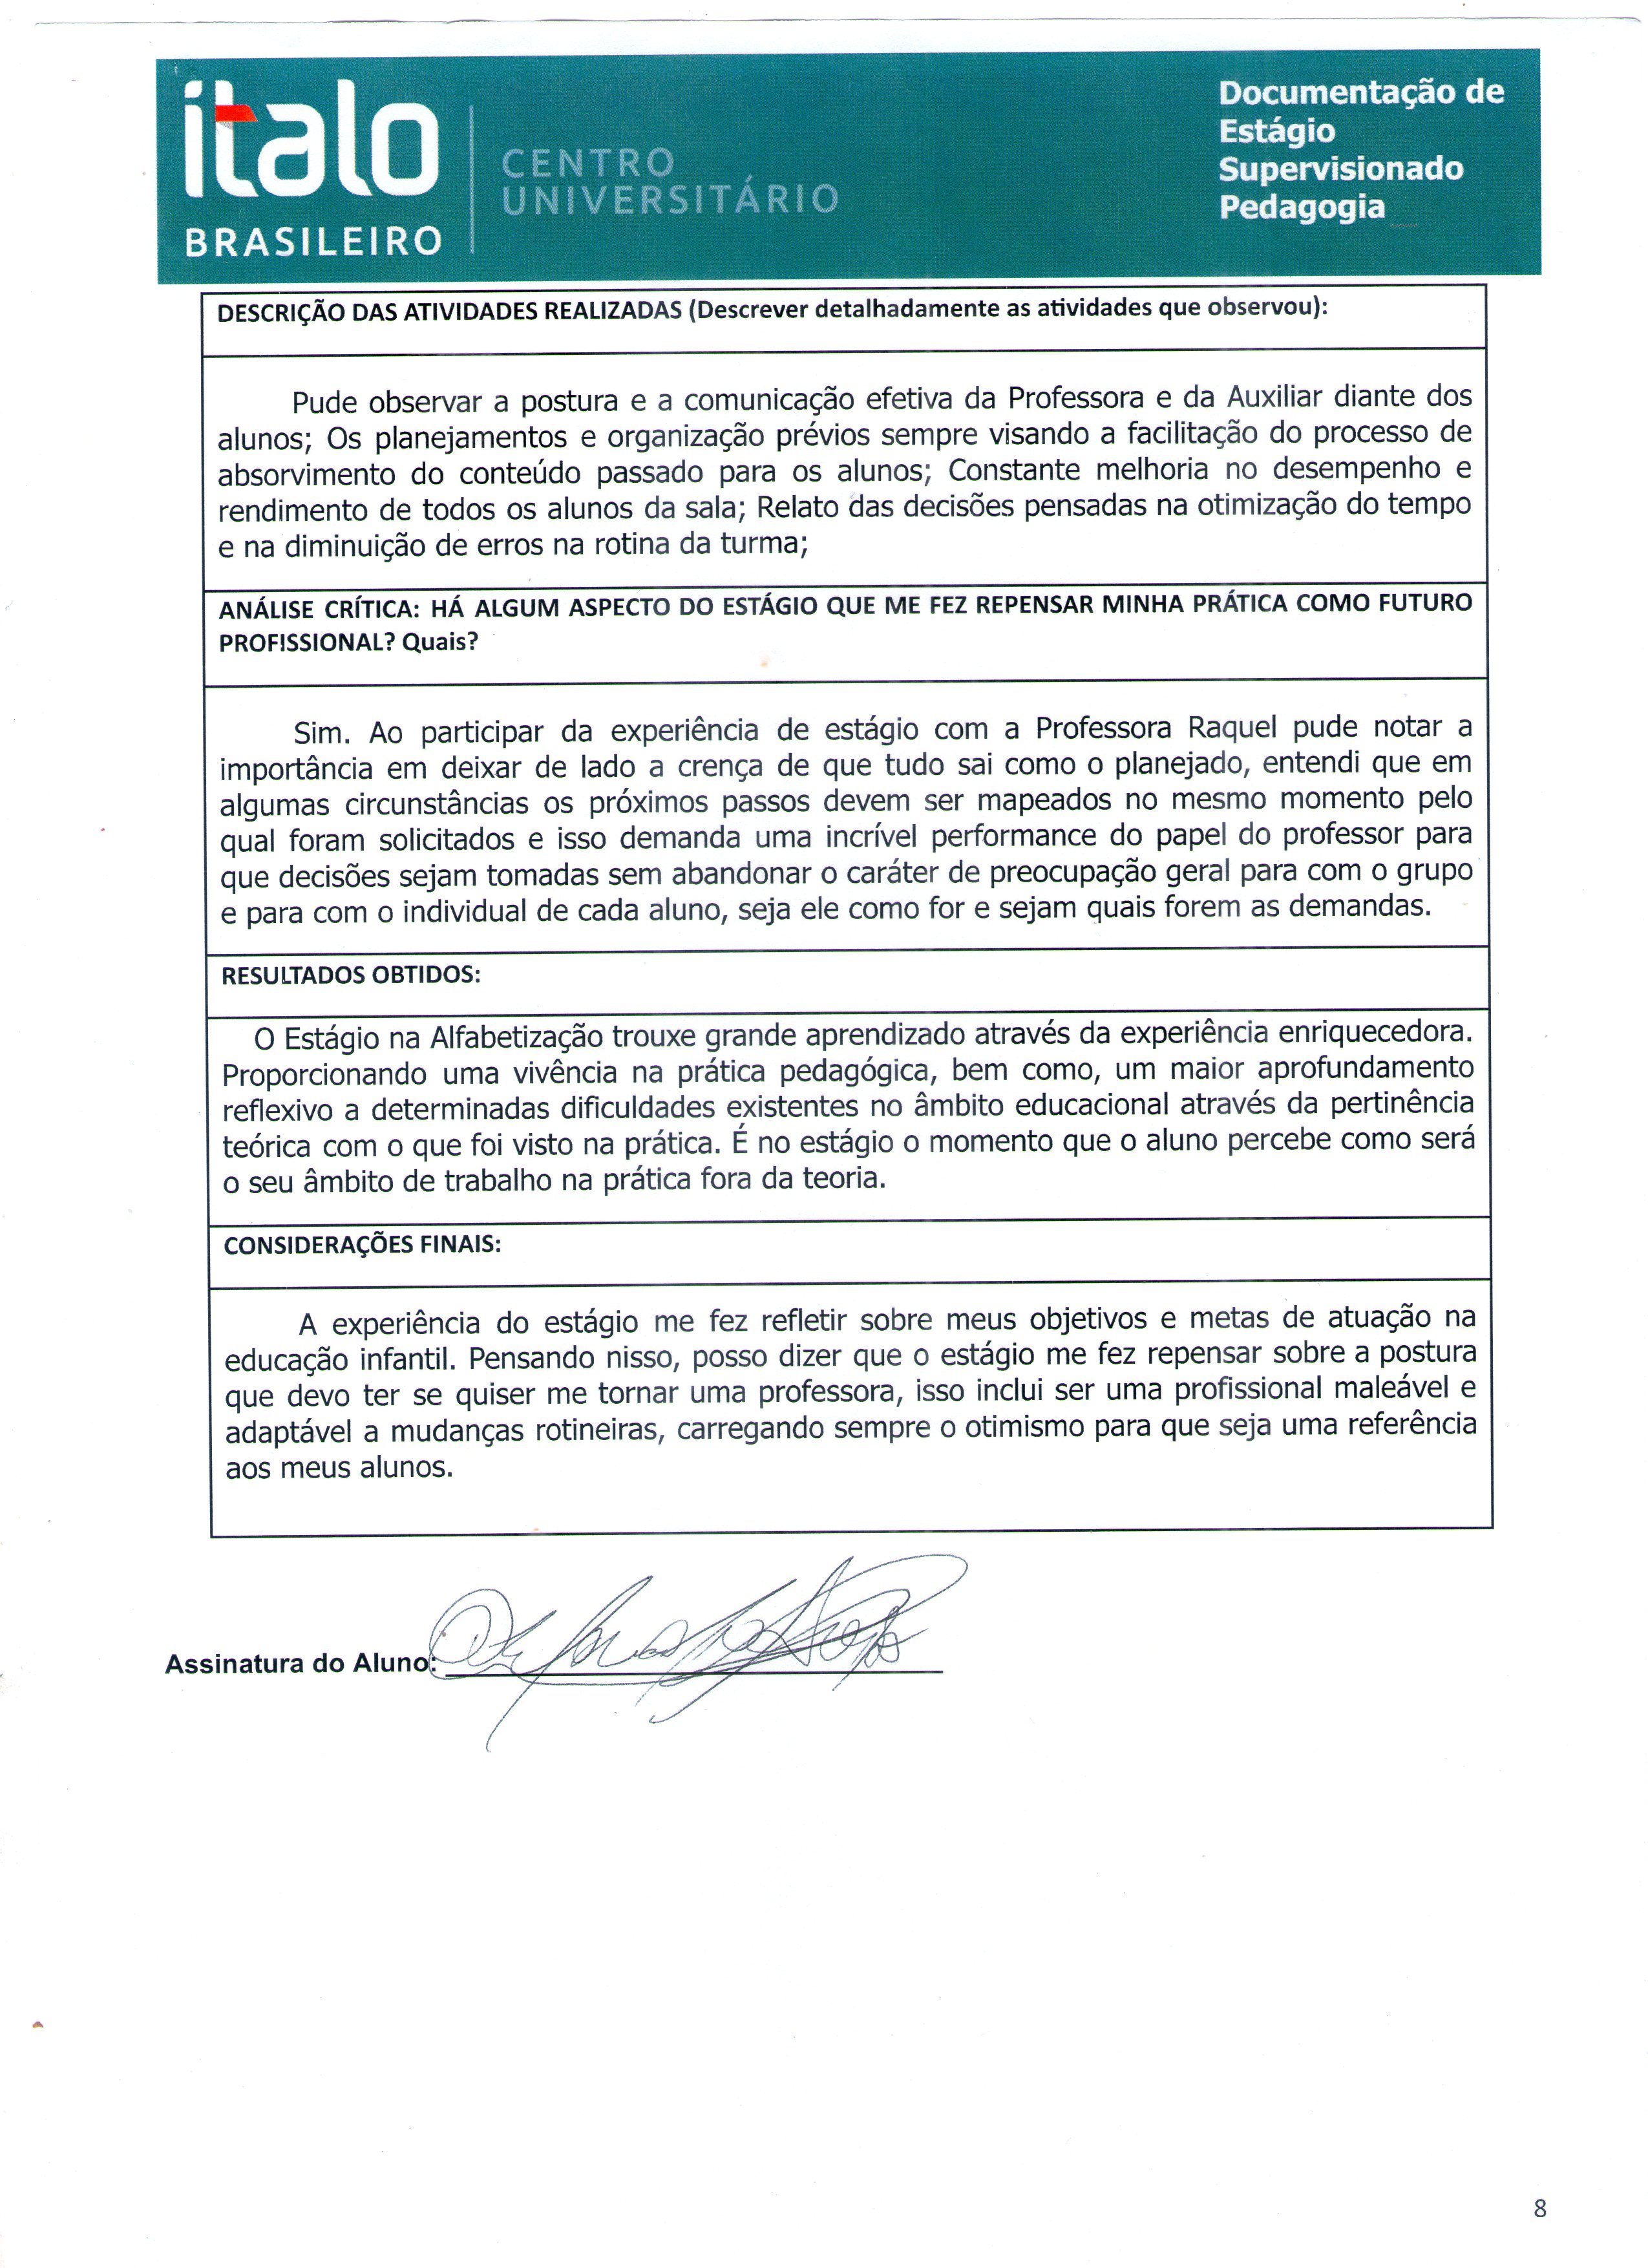 ítalo
BRASILEIRO
CENTRO
UNIVERSITÁRIO
Documentação de
Estágio
Supervisionado
Pedagogia
DESCRIÇÃO DAS ATIVIDADES REALIZADAS (Descrever detalhadamente as atividades que observou):
Pude observar a postura e a comunicação efetiva da Professora e da Auxiliar diante dos
alunos; Os planejamentos e organização prévios sempre visando a facilitação do processo de
absorvimento do conteúdo passado para os alunos; Constante melhoria no desempenho e
rendimento de todos os alunos da sala; Relato das decisões pensadas na otimização do tempo
e na diminuição de erros na rotina da turma;
ANÁLISE CRÍTICA: HÁ ALGUM ASPECTO DO ESTÁGIO QUE ME FEZ REPENSAR MINHA PRÁTICA COMO FUTURO
PROFISSIONAL? Quais?
Sim. Ao participar da experiência de estágio com a Professora Raquel pude notar a
importância em deixar de lado a crença de que tudo sai como o planejado, entendi que em
algumas circunstâncias os próximos passos devem ser mapeados no mesmo momento pelo
qual foram solicitados e isso demanda uma incrível performance do papel do professor para
que decisões sejam tomadas sem abandonar o caráter de preocupação geral para com o grupo
e para com o individual de cada aluno, seja ele como for e sejam quais forem as demandas.
RESULTADOS OBTIDOS:
O Estágio na Alfabetização trouxe grande aprendizado através da experiência enriquecedora.
Proporcionando uma vivência na prática pedagógica, bem como, um maior aprofundamento
reflexivo a determinadas dificuldades existentes no âmbito educacional através da pertinência
teórica com o que foi visto na prática. É no estágio o momento que o aluno percebe como será
o seu âmbito de trabalho na prática fora da teoria.
CONSIDERAÇÕES FINAIS:
A experiência do estágio me fez refletir sobre meus objetivos e metas de atuação na
educação infantil. Pensando nisso, posso dizer que o estágio me fez repensar sobre a postura
que devo ter se quiser me tornar uma professora, isso inclui ser uma profissional maleável e
adaptável a mudanças rotineiras, carregando sempre o otimismo para que seja uma referência
aos meus alunos.
Assinatura do Aluno:
8